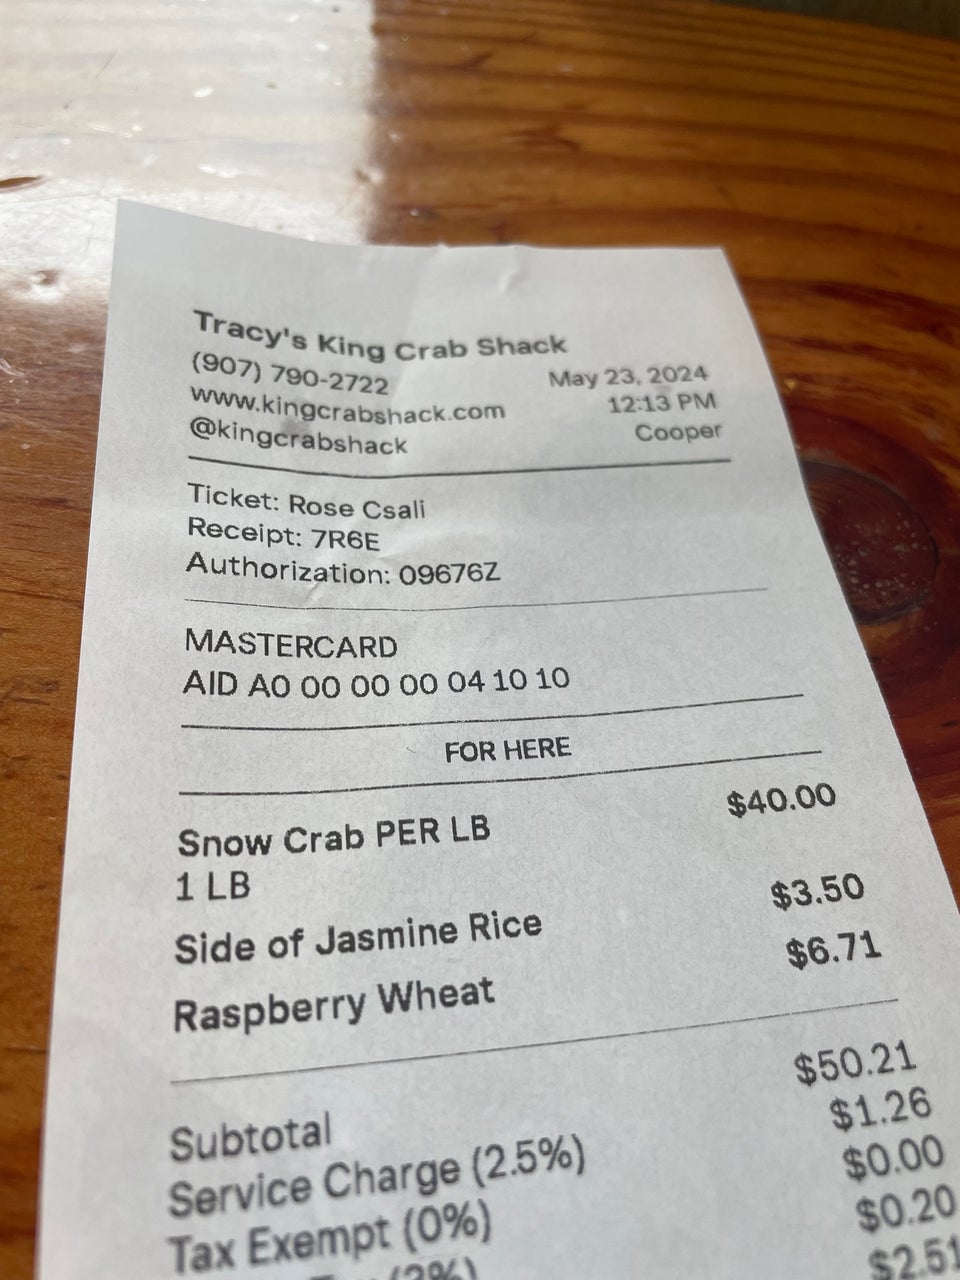 Tracy's King Crab Shack
(907) 790-2722
www.kingcrabshack.com
@kingcrabshack
May 23, 2024
12:13 PM
Cooper
Ticket: Rose Csali
Receipt: 7R6E
Authorization: 09676Z
MASTERCARD
AID A0 00 00 00 04 10 10
FOR HERE
Snow Crab PER LB $40.00
1 LB
Side of Jasmine Rice $3.50
Raspberry Wheat $6.71
Subtotal $50.21
Service Charge (2.5%) $1.26
Tax Exempt (0%) $0.00
(3%) $0.20
$2.51